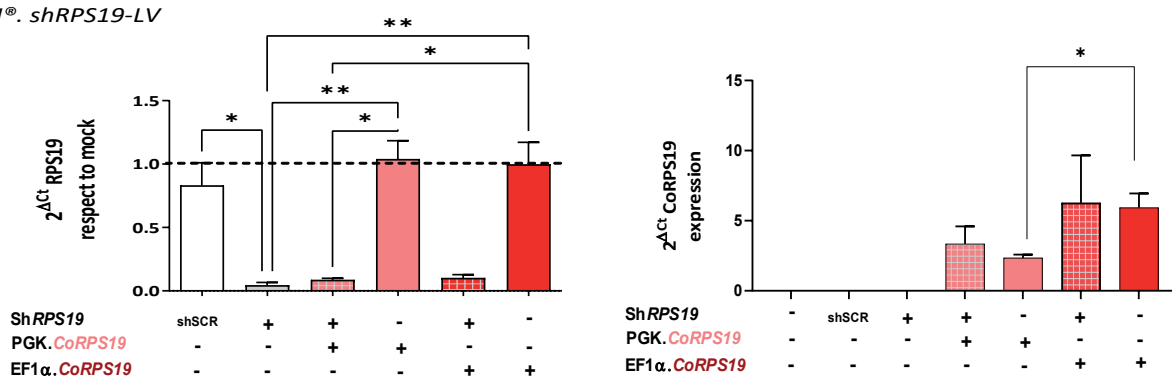 ®. shRPS19-LV
** 
*
**
*
*
2ΔCt RPS19
respect to mock
1.5
1.0
0.5
0.0
ShRPS19 shSCR + + - + -
PGK.CoRPS19 - - + + - -
EF1α.CoRPS19 - - - - + +
*
2ΔCt CoRPS19
expression
15
10
5
0
ShRPS19 - shSCR + + - + -
PGK.CoRPS19 - - - + + - -
EF1α.CoRPS19 - - - - - + +